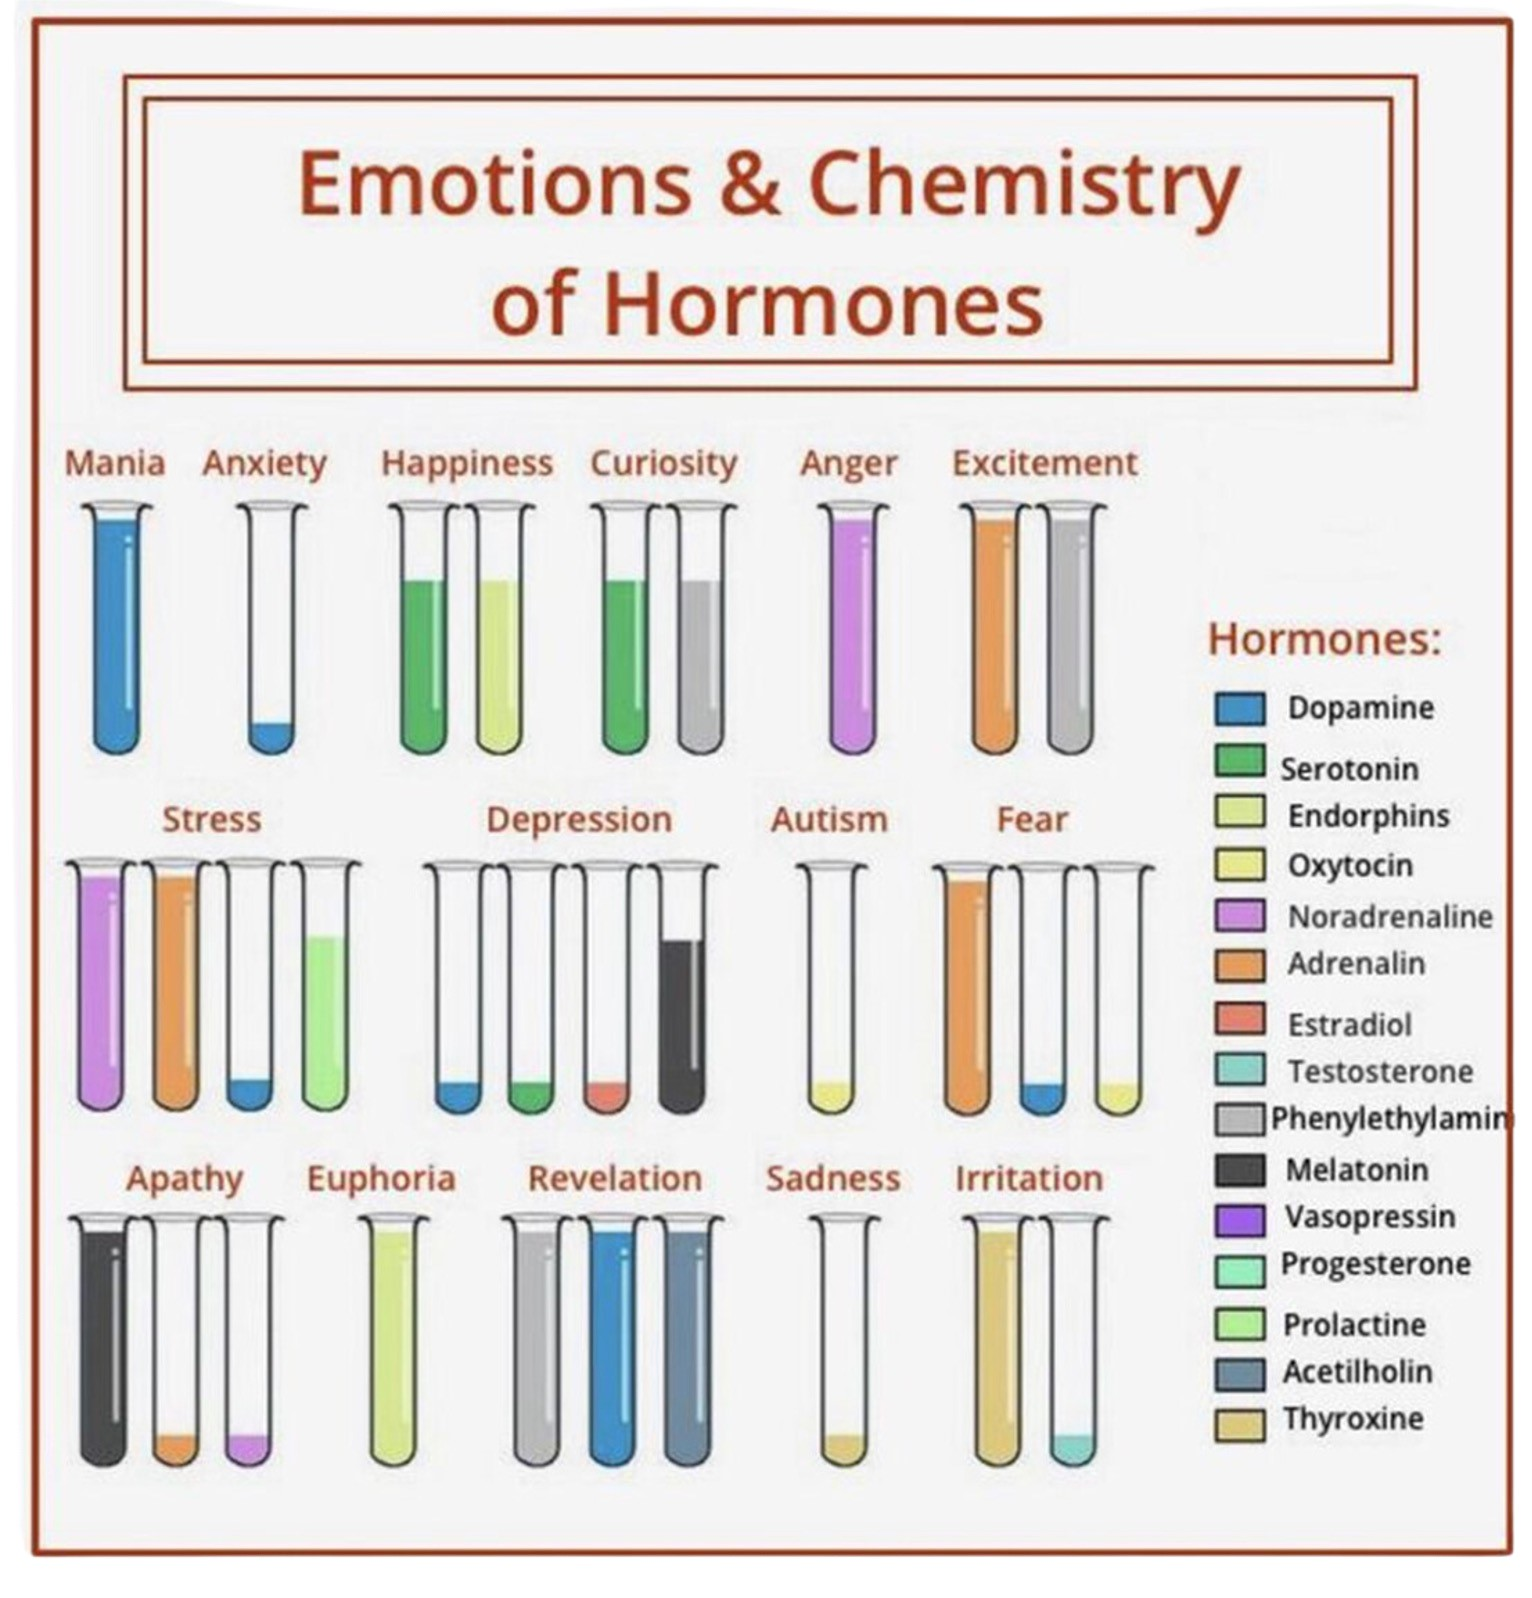 Emotions & Chemistry
of Hormones
Mania Anxiety Happiness Curiosity Anger Excitement
Hormones:
Dopamine
Serotonin
Endorphins
Oxytocin
Noradrenaline
Adrenalin
Estradiol
Testosterone
Phenylethylamin
Melatonin
Vasopressin
Progesterone
Prolactine
Acetilholin
Thyroxine
Stress Depression Autism Fear
Apathy Euphoria Revelation Sadness Irritation